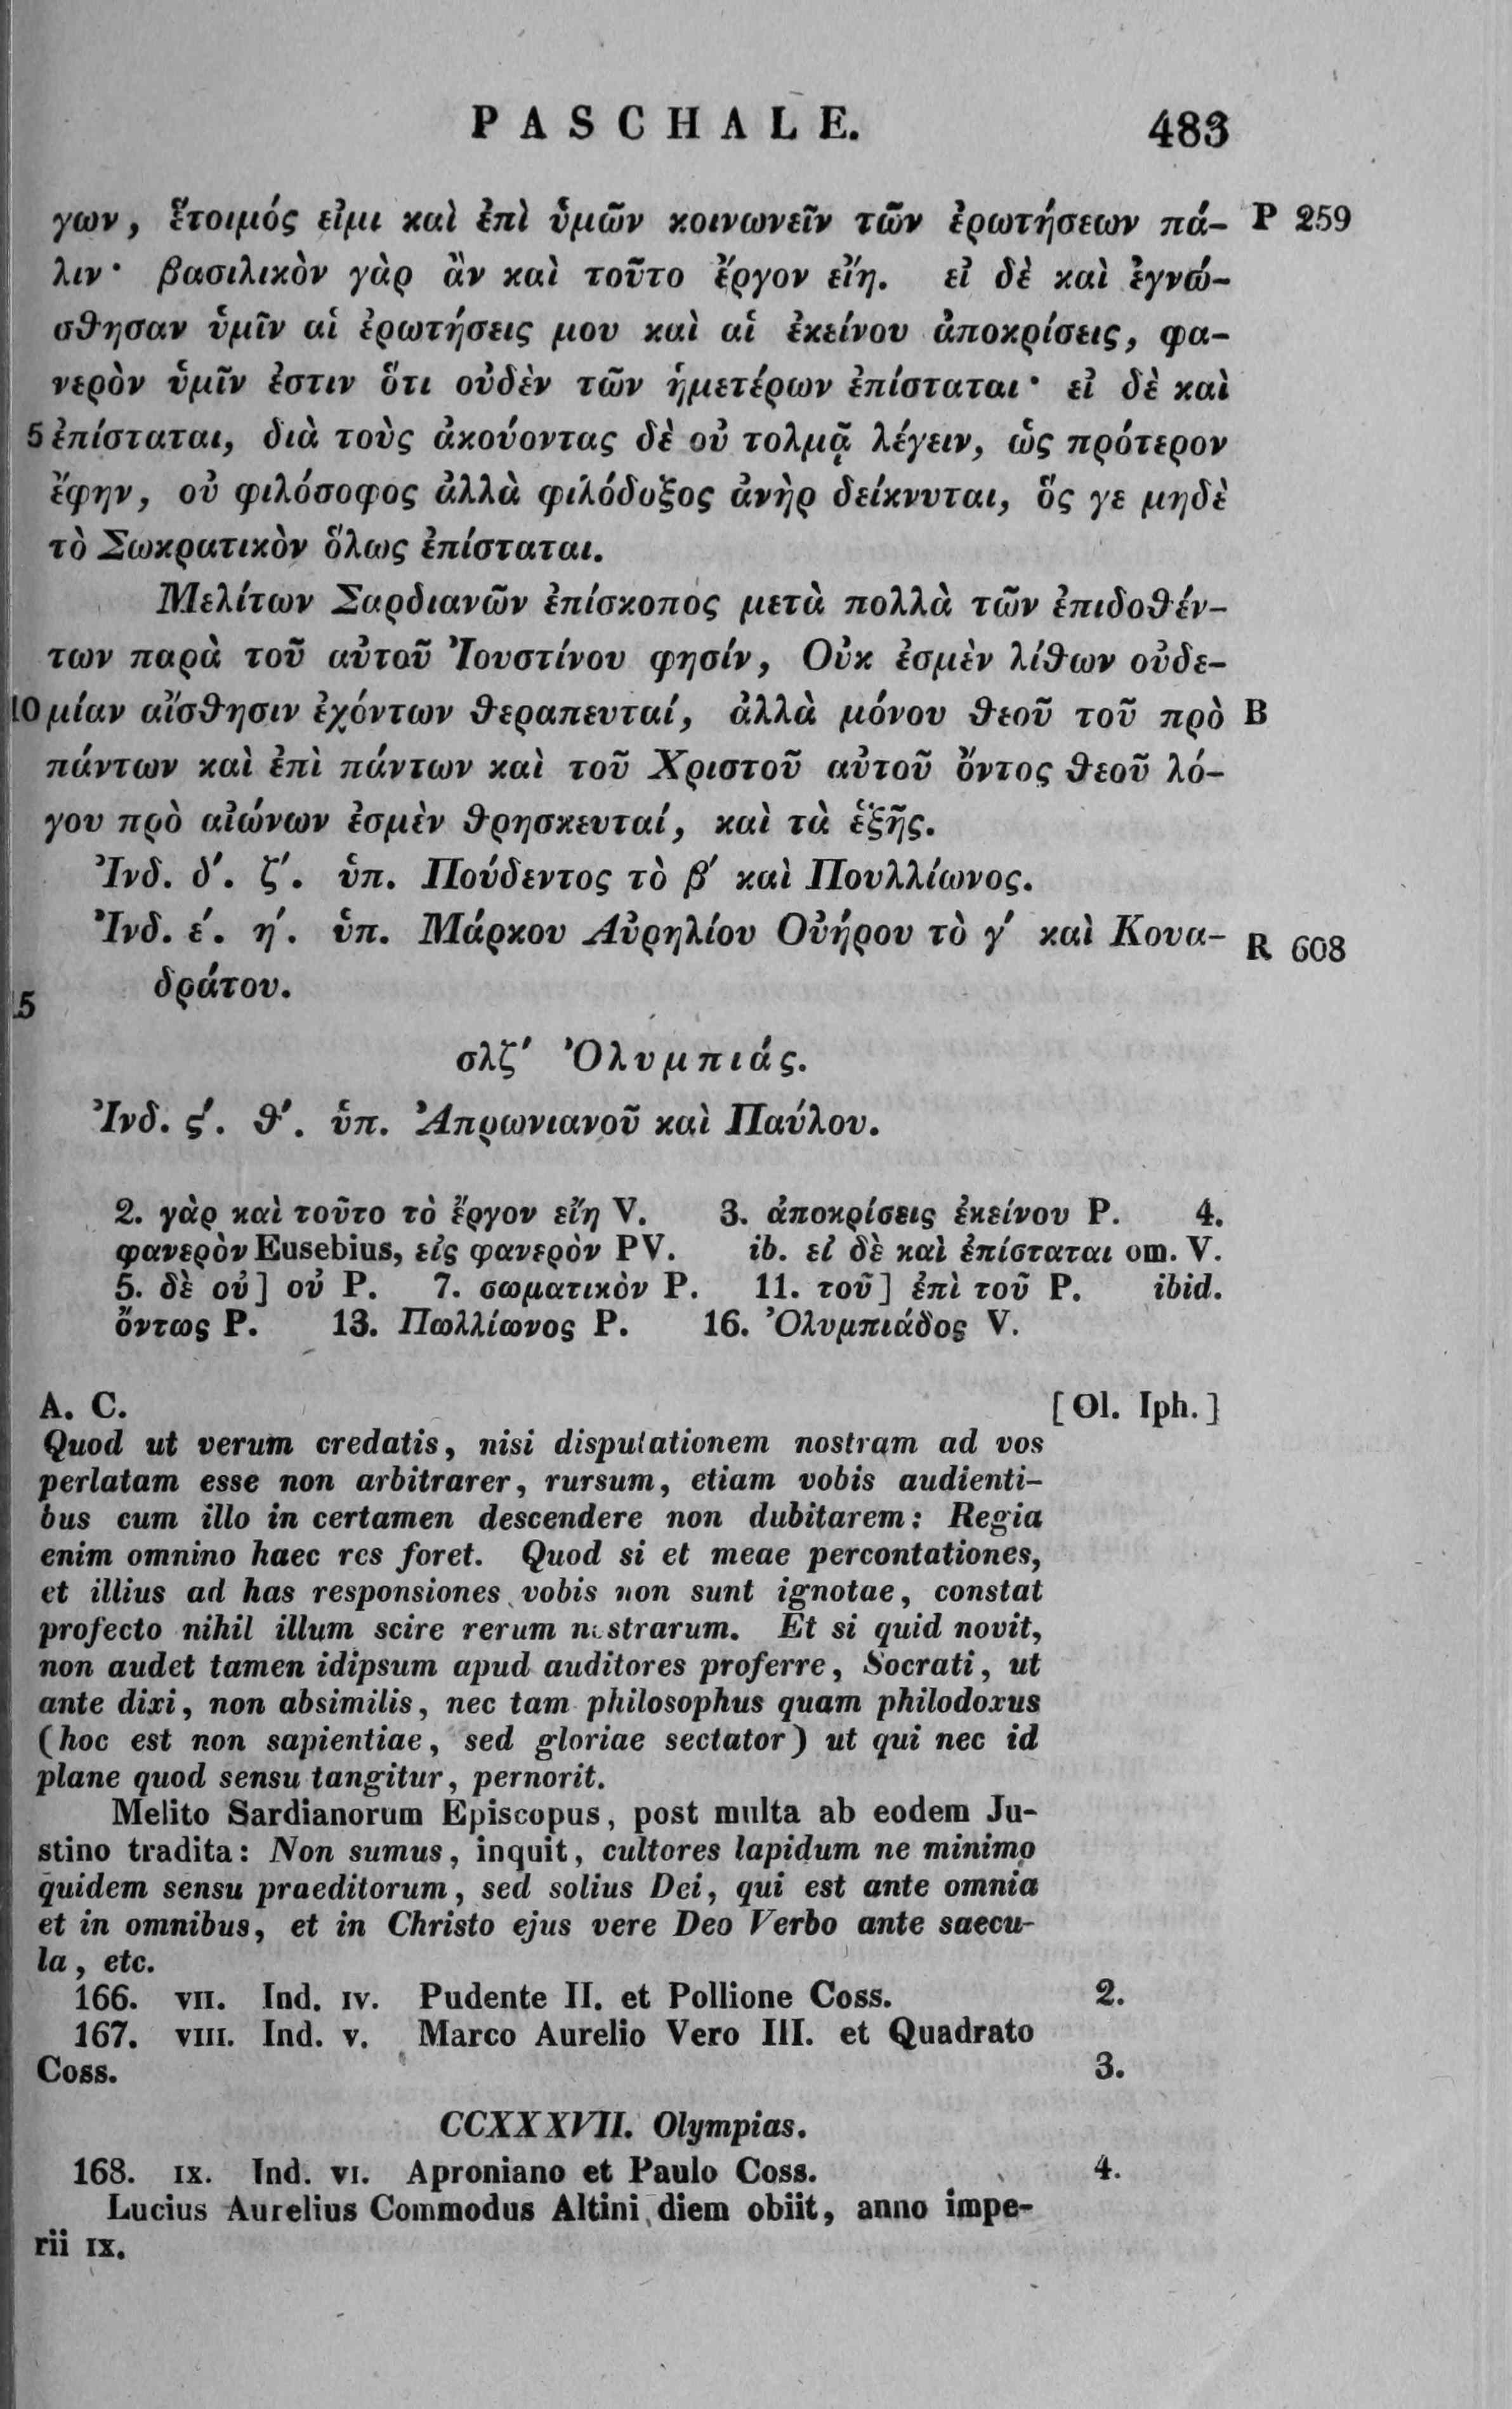 PASCHALE. 483
γων, ἕτοιμός εἰμι καὶ ἐπὶ ὑμῶν κοινωνεῖν τῶν ἐρωτήσεων πά- P 259
λιν· βασιλικὸν γὰρ ἂν καὶ τοῦτο ἔργον εἴη. εἰ δὲ καὶ ἐγνώ-
σθησαν ὑμῖν αἱ ἐρωτήσεις μου καὶ αἱ ἐκείνου ἀποκρίσεις, φα-
νερὸν ὑμῖν ἐστιν ὅτι οὐδὲν τῶν ἡμετέρων ἐπίσταται· εἰ δὲ καὶ
5 ἐπίσταται, διὰ τοὺς ἀκούοντας δὲ οὐ τολμᾷ λέγειν, ὡς πρότερον
ἔφην, οὐ φιλόσοφος ἀλλὰ φιλόδοξος ἀνὴρ δείκνυται, ὅς γε μηδὲ
τὸ Σωκρατικὸν ὅλως ἐπίσταται.
Μελίτων Σαρδιανῶν ἐπίσκοπος μετὰ πολλὰ τῶν ἐπιδοθέν-
των παρὰ τοῦ αὐτοῦ Ἰουστίνου φησίν, Οὐκ ἐσμὲν λίθων οὐδε-
10 μίαν αἴσθησιν ἐχόντων θεραπευταί, ἀλλὰ μόνου θεοῦ τοῦ πρὸ B
πάντων καὶ ἐπὶ πάντων καὶ τοῦ Χριστοῦ αὐτοῦ ὄντος θεοῦ λό-
γου πρὸ αἰώνων ἐσμὲν θρησκευταί, καὶ τὰ ἑξῆς.
Ἰνδ. δ′. ζ′. ὑπ. Πούδεντος τὸ β′ καὶ Πουλλίωνος.
Ἰνδ. ε′. η′. ὑπ. Μάρκου Αὐρηλίου Οὐήρου τὸ γ′ καὶ Κουα- R 608
15 δράτου.
σλζ′ Ὀλυμπιάς.
Ἰνδ. ς′. θ′. ὑπ. Ἀπρωνιανοῦ καὶ Παύλου.
2. γὰρ καὶ τοῦτο τὸ ἔργον εἴη V. 3. ἀποκρίσεις ἐκείνου P. 4.
φανερὸν Eusebius, εἰς φανερὸν PV. ib. εἰ δὲ καὶ ἐπίσταται om. V.
5. δὲ οὐ] οὐ P. 7. σωματικὸν P. 11. τοῦ] ἐπὶ τοῦ P. ibid.
ὄντως P. 13. Πωλλίωνος P. 16. Ὀλυμπιάδος V.
A. C. [Ol. Iph.]
Quod ut verum credatis, nisi disputationem nostram ad vos
perlatam esse non arbitrarer, rursum, etiam vobis audienti-
bus cum illo in certamen descendere non dubitarem: Regia
enim omnino haec res foret. Quod si et meae percontationes,
et illius ad has responsiones vobis non sunt ignotae, constat
profecto nihil illum scire rerum nostrarum. Et si quid novit,
non audet tamen idipsum apud auditores proferre, Socrati, ut
ante dixi, non absimilis, nec tam philosophus quam philodoxus
(hoc est non sapientiae, sed gloriae sectator) ut qui nec id
plane quod sensu tangitur, pernorit.
Melito Sardianorum Episcopus, post multa ab eodem Ju-
stino tradita: Non sumus, inquit, cultores lapidum ne minimo
quidem sensu praeditorum, sed solius Dei, qui est ante omnia
et in omnibus, et in Christo ejus vere Deo Verbo ante saecu-
la, etc.
166. VII. Ind. IV. Pudente II. et Pollione Coss. 2.
167. VIII. Ind. V. Marco Aurelio Vero III. et Quadrato
Coss. 3.
CCXXXVII. Olympias.
168. IX. Ind. VI. Aproniano et Paulo Coss. 4.
Lucius Aurelius Commodus Altini diem obiit, anno impe-
rii IX.